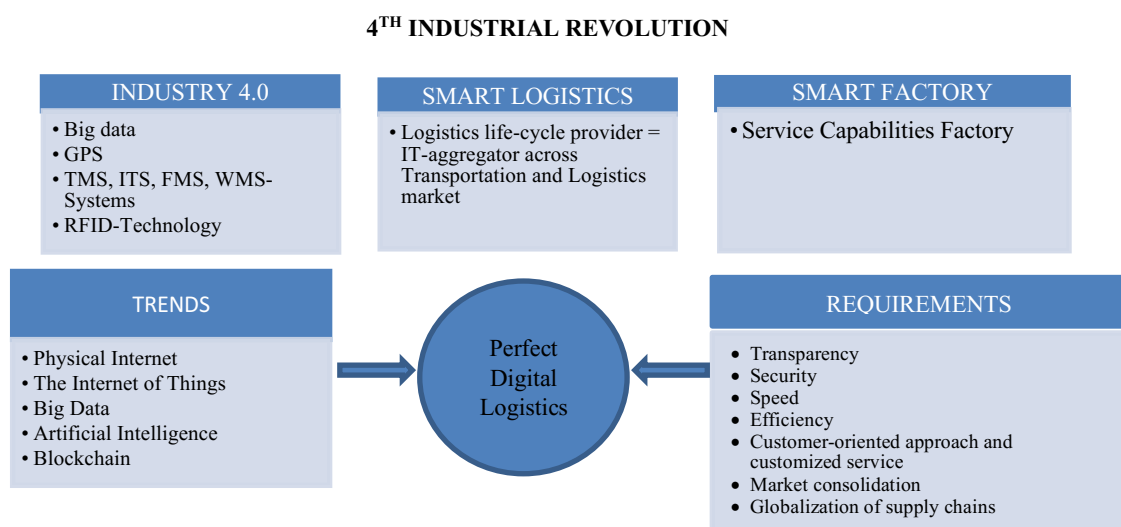 4TH INDUSTRIAL REVOLUTION
INDUSTRY 4.0
• Big data
• GPS
• TMS, ITS, FMS, WMS-
Systems
• RFID-Technology
SMART LOGISTICS
• Logistics life-cycle provider =
IT-aggregator across
Transportation and Logistics
market
SMART FACTORY
• Service Capabilities Factory
TRENDS
• Physical Internet
• The Internet of Things
• Big Data
• Artificial Intelligence
• Blockchain
Perfect
Digital
Logistics
REQUIREMENTS
• Transparency
• Security
• Speed
• Efficiency
• Customer-oriented approach and
customized service
• Market consolidation
• Globalization of supply chains